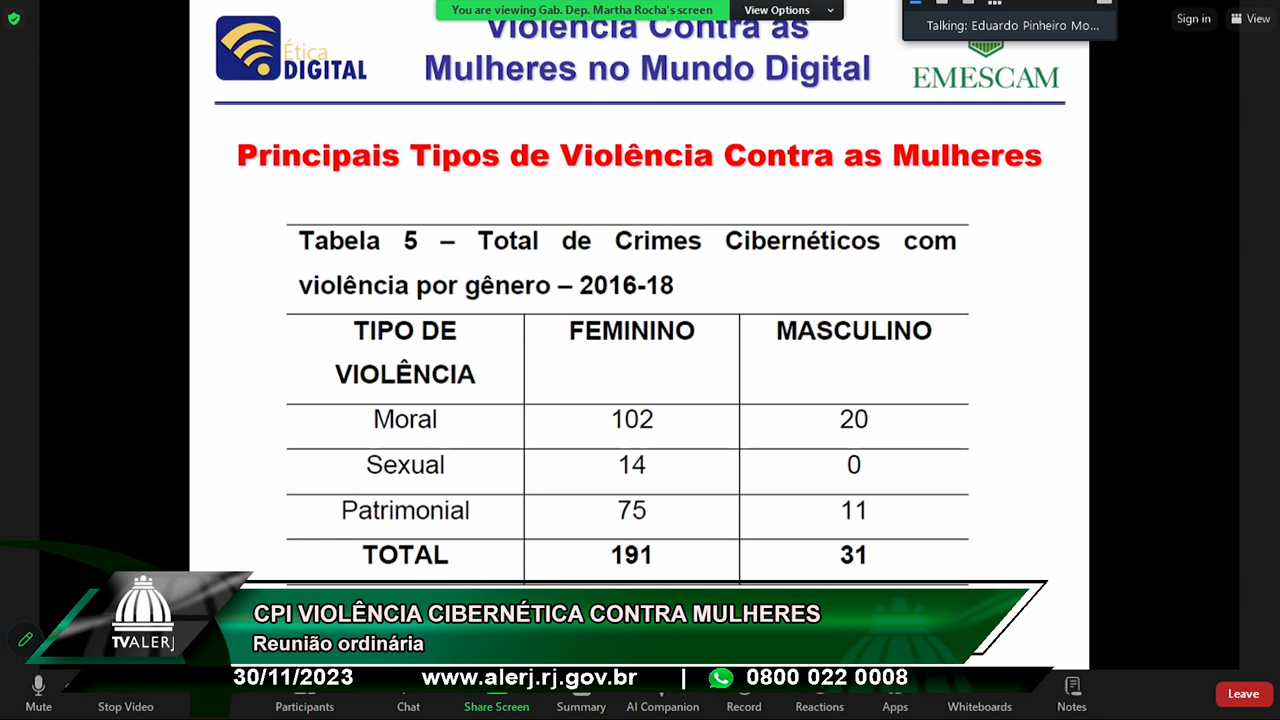 You are viewing Gab. Dep. Martha Rocha's screen
View Options
Talking: Eduardo Pinheiro Mo...
Sign in
View
Ética
DIGITAL
Violência Contra as
Mulheres no Mundo Digital
EMESCAM
Principais Tipos de Violência Contra as Mulheres
Tabela 5 – Total de Crimes Cibernéticos com
violência por gênero – 2016-18
TIPO DE VIOLÊNCIA FEMININO MASCULINO
Moral 102 20
Sexual 14 0
Patrimonial 75 11
TOTAL 191 31
TVALERJ
CPI VIOLÊNCIA CIBERNÉTICA CONTRA MULHERES
Reunião ordinária
30/11/2023 www.alerj.rj.gov.br | 0800 022 0008
Mute
Stop Video
Participants
Chat
Share Screen
Summary
AI Companion
Record
Reactions
Apps
Whiteboards
Notes
Leave